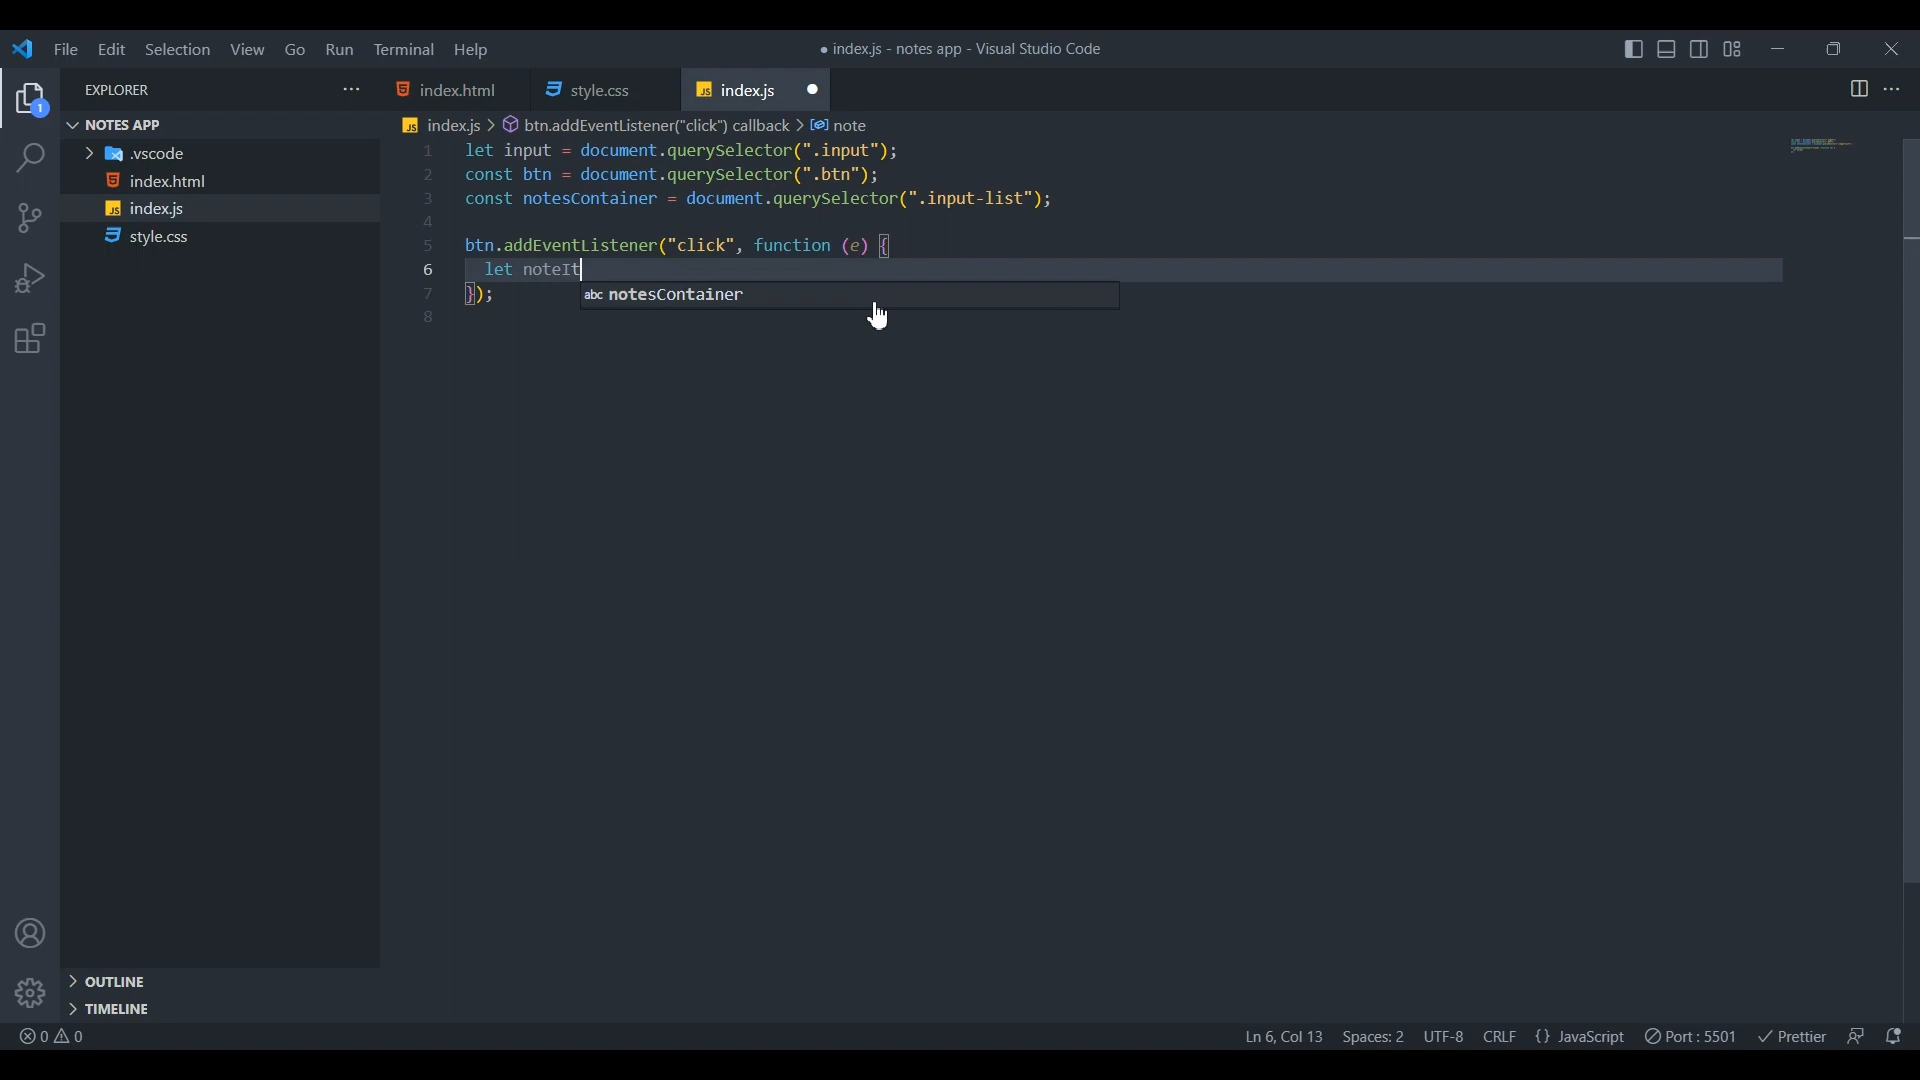 File Edit Selection View Go Run Terminal Help
● index.js - notes app - Visual Studio Code
EXPLORER
index.html
style.css
index.js
NOTES APP
.vscode
index.html
index.js
style.css
index.js > btn.addEventListener("click") callback > note
1 let input = document.querySelector(".input");
2 const btn = document.querySelector(".btn");
3 const notesContainer = document.querySelector(".input-list");
4
5 btn.addEventListener("click", function (e) {
6 let noteIt
7 });
8
abc notesContainer
1
OUTLINE
TIMELINE
0 0
Ln 6, Col 13 Spaces: 2 UTF-8 CRLF {} JavaScript Port : 5501 Prettier